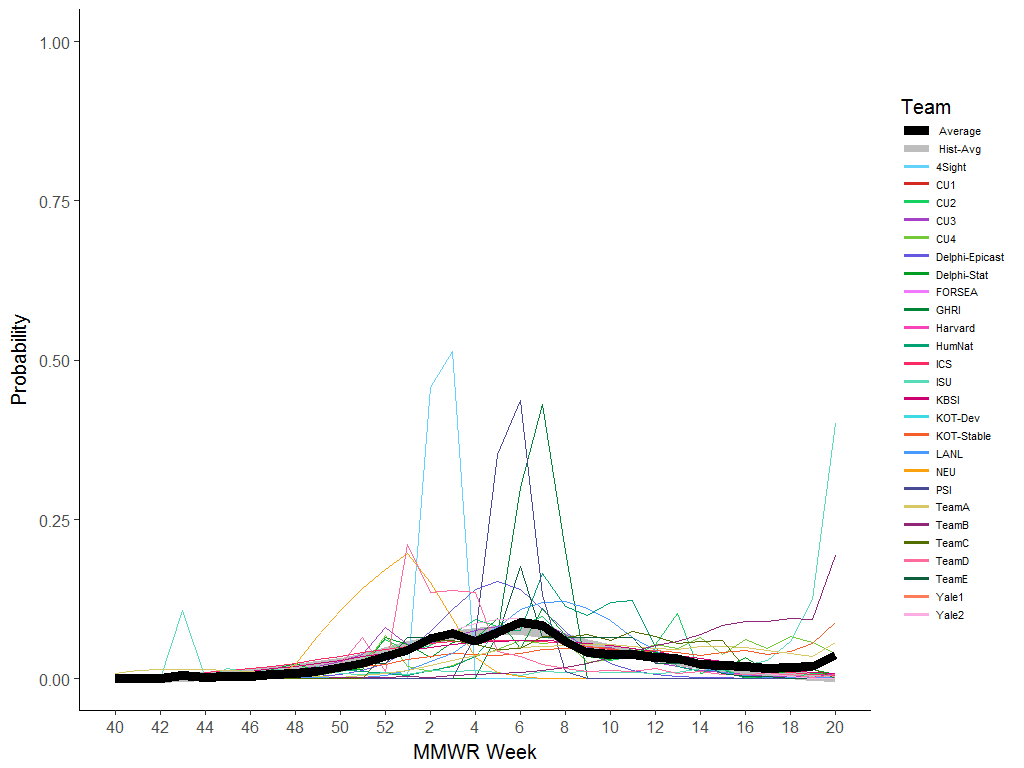 1.00
0.75
0.50
0.25
0.00
Probability
40 42 44 46 48 50 52 2 4 6 8 10 12 14 16 18 20
MMWR Week
Team
Average
Hist-Avg
4Sight
CU1
CU2
CU3
CU4
Delphi-Epicast
Delphi-Stat
FORSEA
GHRI
Harvard
HumNat
ICS
ISU
KBSI
KOT-Dev
KOT-Stable
LANL
NEU
PSI
TeamA
TeamB
TeamC
TeamD
TeamE
Yale1
Yale2